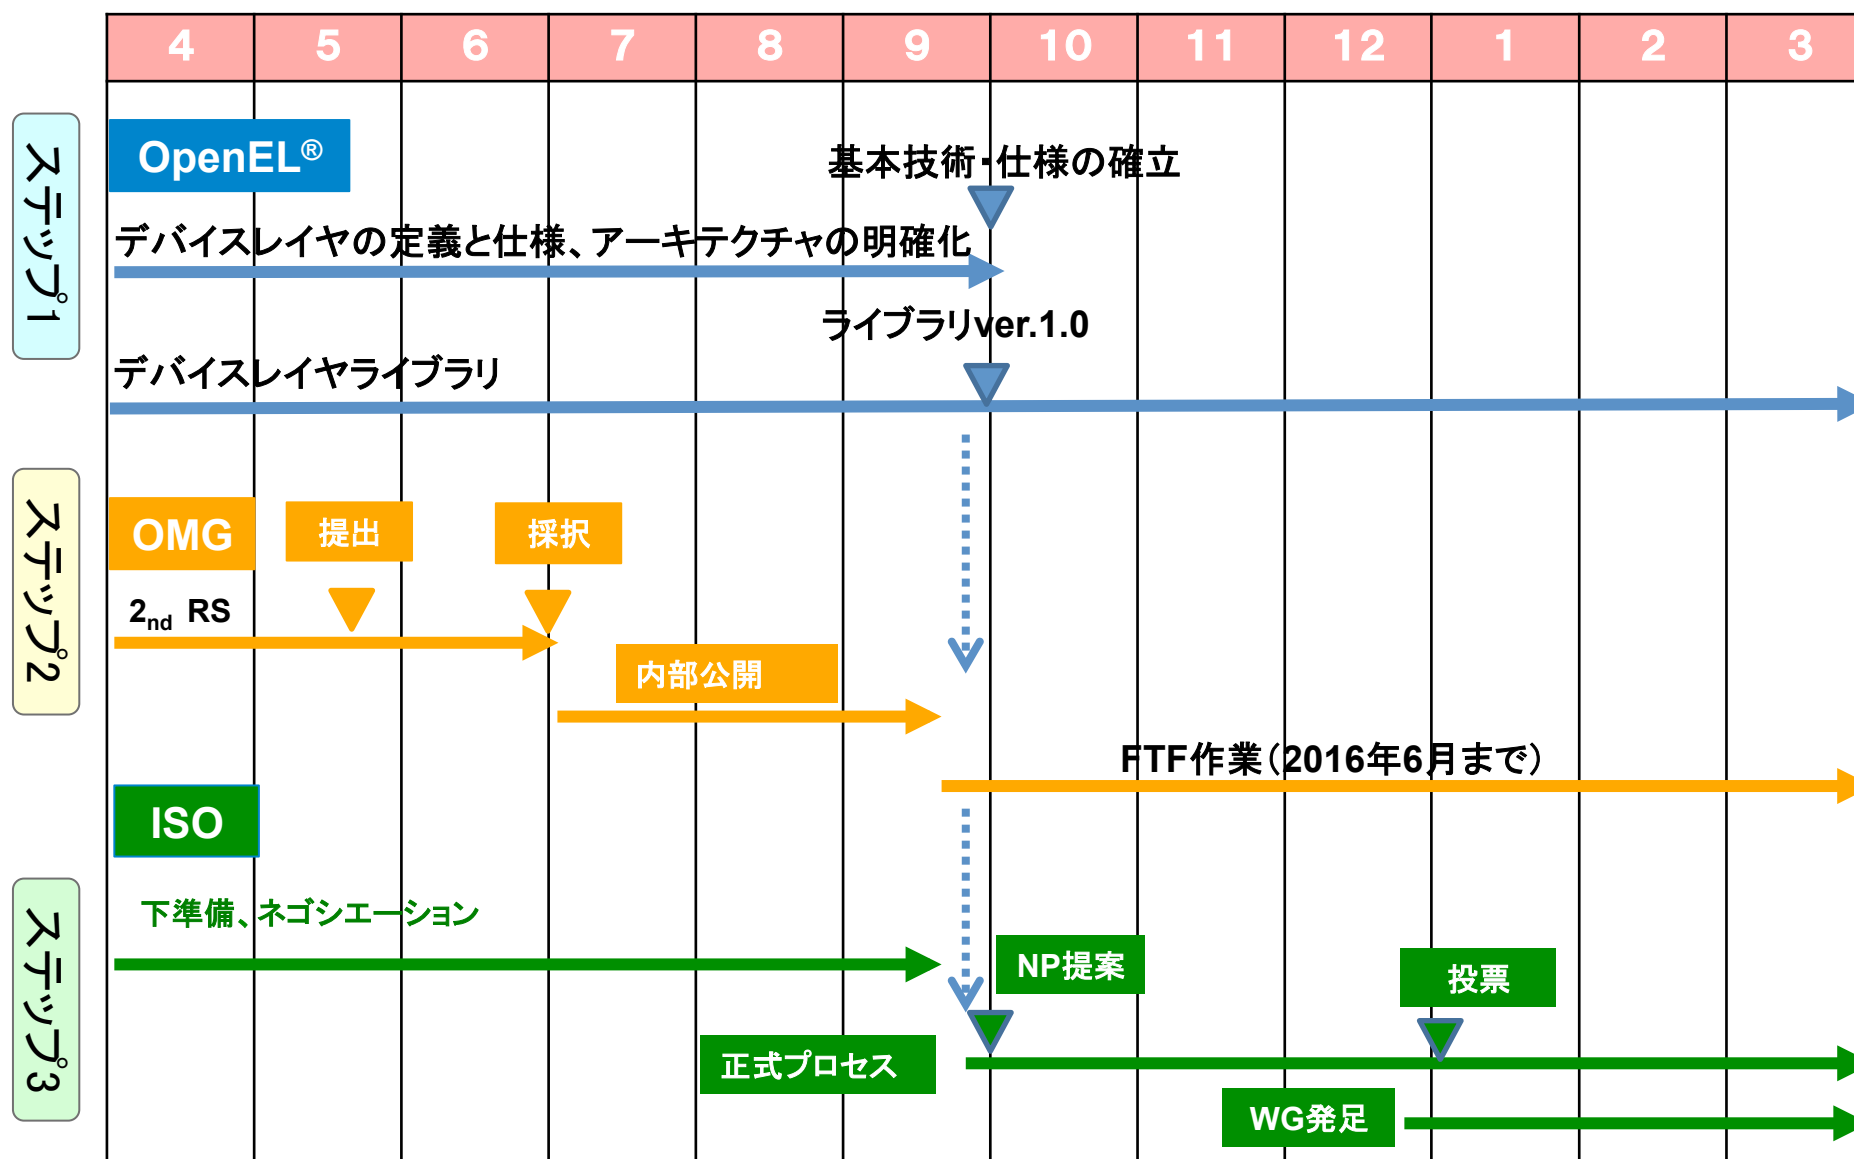 4 5 6 7 8 9 10 11 12 1 2 3
ステップ1
OpenEL®
基本技術・仕様の確立
デバイスレイヤの定義と仕様、アーキテクチャの明確化
ライブラリver.1.0
デバイスレイヤライブラリ
ステップ2
OMG
提出
採択
2nd RS
内部公開
FTF作業(2016年6月まで)
ISO
ステップ3
下準備、ネゴシエーション
NP提案
投票
正式プロセス
WG発足